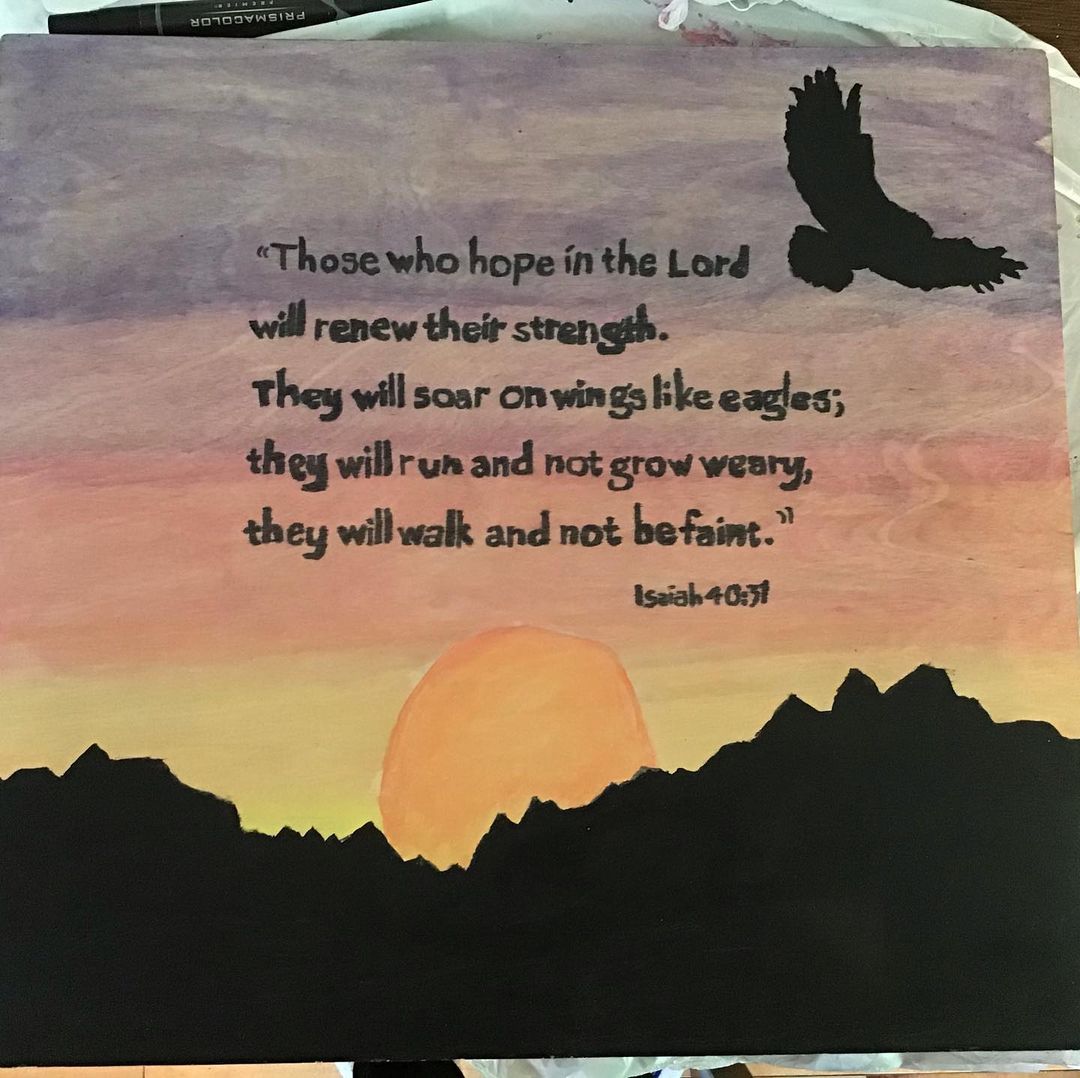 PRISMACOLOR
PREMIER
“Those who hope in the Lord
will renew their strength.
They will soar on wings like eagles;
they will run and not grow weary,
they will walk and not be faint.”
Isaiah 40:31